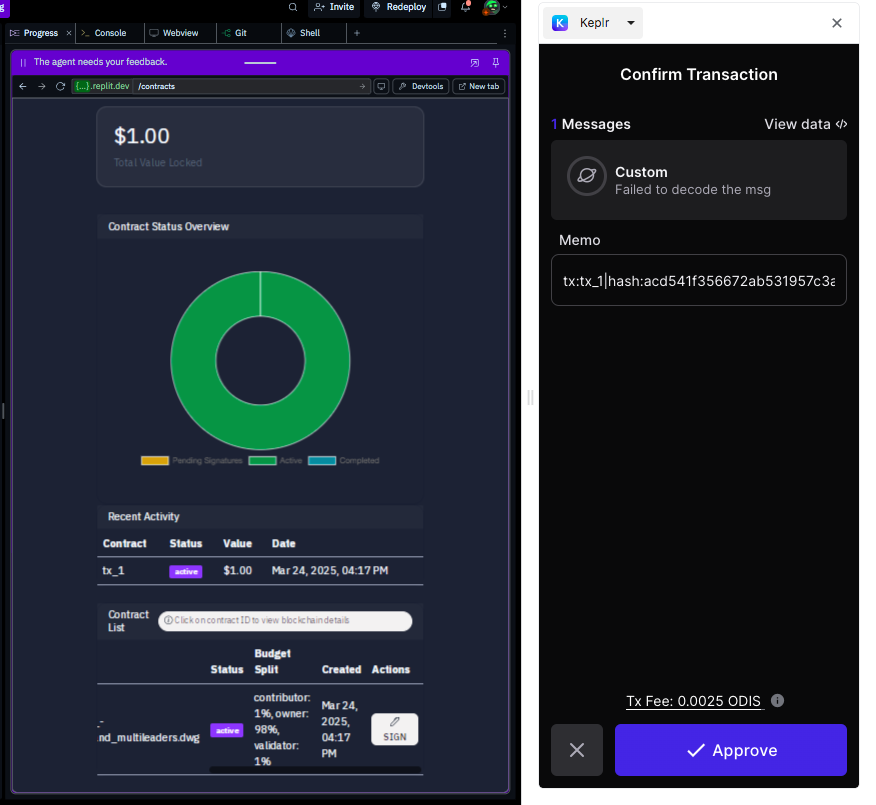 Invite
Redeploy
Progress
Console
Webview
Git
Shell
The agent needs your feedback.
{...}.replit.dev
/contracts
Devtools
New tab
$1.00
Total Value Locked
Contract Status Overview
Pending Signatures
Active
Completed
Recent Activity
Contract Status Value Date
tx_1 active $1.00 Mar 24, 2025, 04:17 PM
Contract
List
Click on contract ID to view blockchain details
Budget
Status Split Created Actions
contributor:
1%, owner:
98%,
validator:
1%
_-
nd_multileaders.dwg
active
Mar 24,
2025,
04:17
PM
SIGN
K
Keplr
Confirm Transaction
1 Messages
View data </>
Custom
Failed to decode the msg
Memo
tx:tx_1|hash:acd541f356672ab531957c3a
Tx Fee: 0.0025 ODIS
Approve